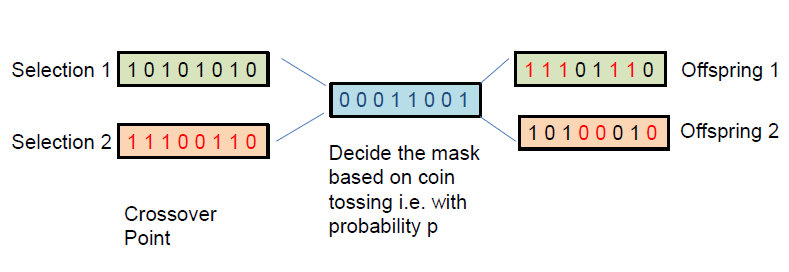 Selection 1
1 0 1 0 1 0 1 0
Selection 2
1 1 1 0 0 1 1 0
Crossover
Point
0 0 0 1 1 0 0 1
Decide the mask
based on coin
tossing i.e. with
probability p
1 1 1 0 1 1 1 0
Offspring 1
1 0 1 0 0 0 1 0
Offspring 2